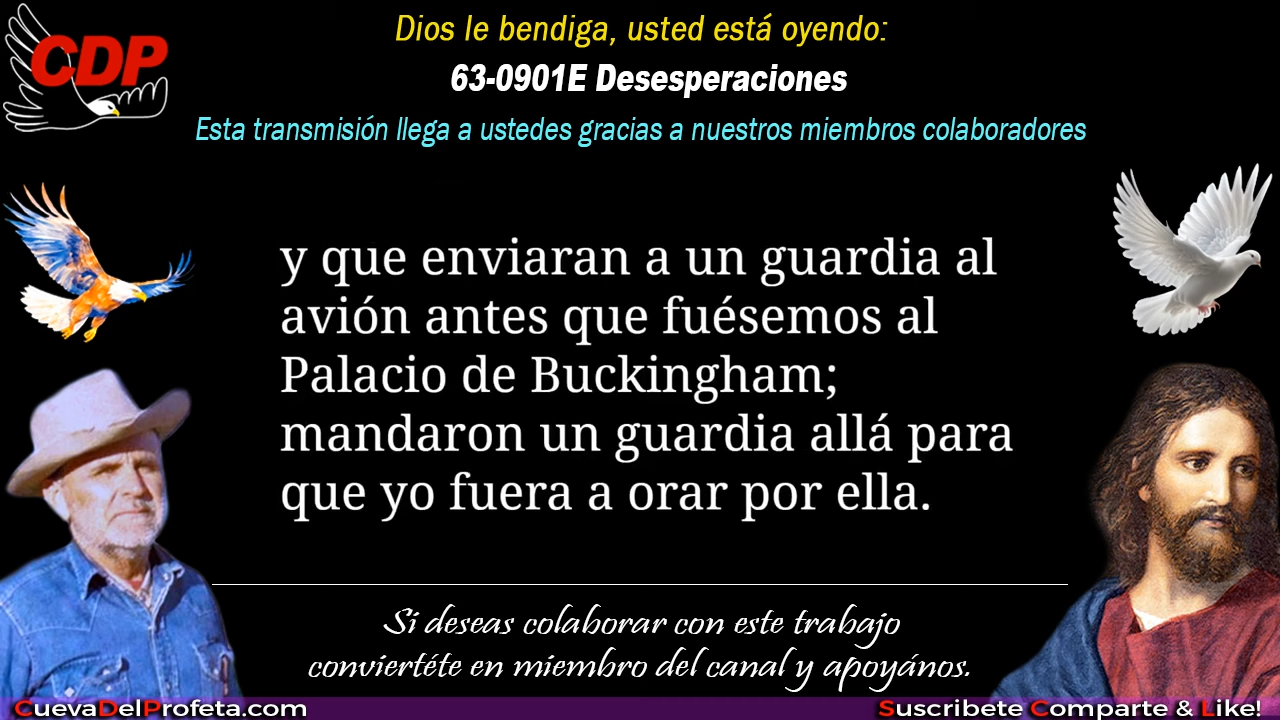 CDP
Dios le bendiga, usted está oyendo:
63-0901E Desesperaciones
Esta transmisión llega a ustedes gracias a nuestros miembros colaboradores
y que enviaran a un guardia al
avión antes que fuésemos al
Palacio de Buckingham;
mandaron un guardia allá para
que yo fuera a orar por ella.
Si deseas colaborar con este trabajo
conviertéte en miembro del canal y apoyános.
CuevaDelProfeta.com
Suscribete Comparte & Like!